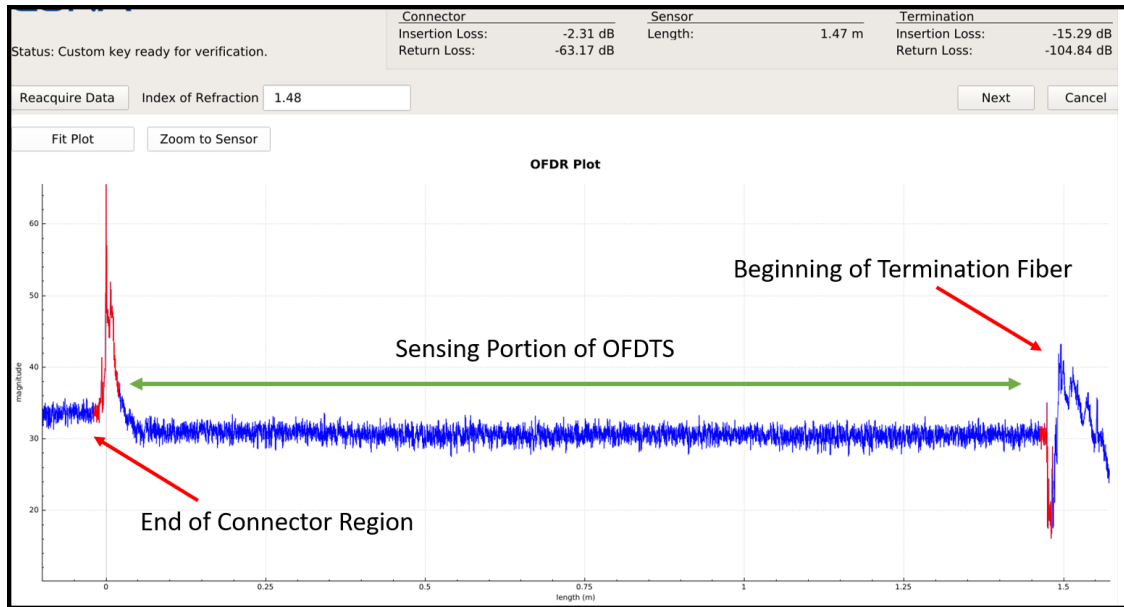 Connector Sensor Termination
Insertion Loss: -2.31 dB Length: 1.47 m Insertion Loss: -15.29 dB
Status: Custom key ready for verification. Return Loss: -63.17 dB Return Loss: -104.84 dB
Reacquire Data Index of Refraction 1.48 Next Cancel
Fit Plot Zoom to Sensor
OFDR Plot
60
Beginning of Termination Fiber
50
Sensing Portion of OFDTS
40
magnitude
30
End of Connector Region
20
0 0.25 0.5 0.75 1 1.25 1.5
length (m)